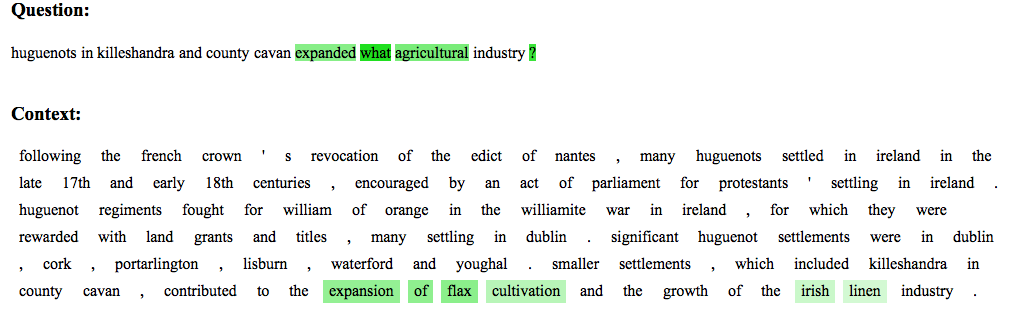 Question:
huguenots in killeshandra and county cavan expanded what agricultural industry ?
Context:
following the french crown ' s revocation of the edict of nantes , many huguenots settled in ireland in the
late 17th and early 18th centuries , encouraged by an act of parliament for protestants ' settling in ireland .
huguenot regiments fought for william of orange in the williamite war in ireland , for which they were
rewarded with land grants and titles , many settling in dublin . significant huguenot settlements were in dublin
, cork , portarlington , lisburn , waterford and youghal . smaller settlements , which included killeshandra in
county cavan , contributed to the expansion of flax cultivation and the growth of the irish linen industry .